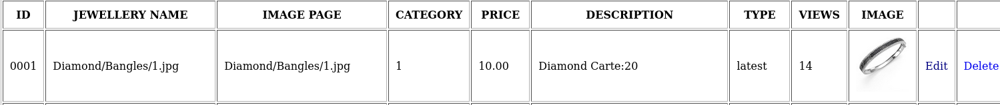 ID JEWELLERY NAME IMAGE PAGE CATEGORY PRICE DESCRIPTION TYPE VIEWS IMAGE
0001 Diamond/Bangles/1.jpg Diamond/Bangles/1.jpg 1 10.00 Diamond Carte:20 latest 14 Edit Delete